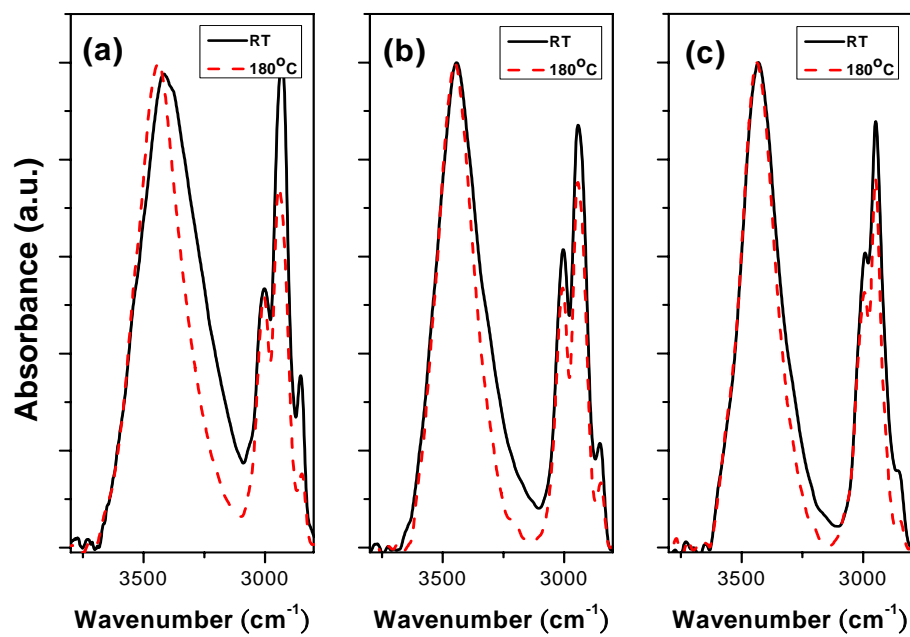 (a)
RT
180°C
(b)
RT
180°C
(c)
RT
180°C
Absorbance (a.u.)
3500
3000
3500
3000
3500
3000
Wavenumber (cm⁻¹)
Wavenumber (cm⁻¹)
Wavenumber (cm⁻¹)